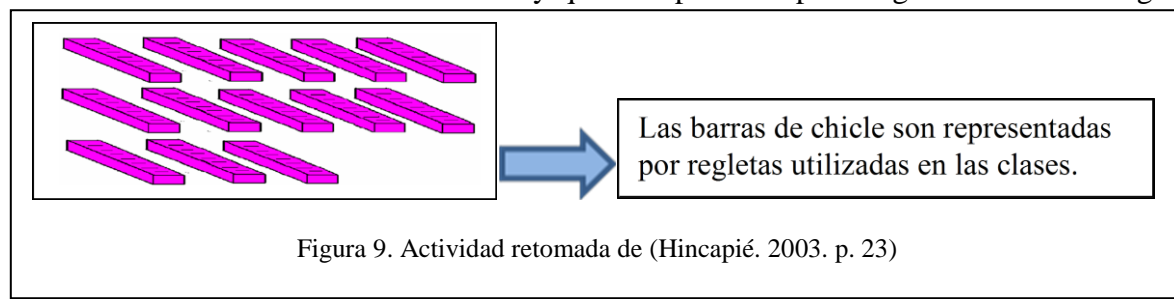 Las barras de chicle son representadas
por regletas utilizadas en las clases.
Figura 9. Actividad retomada de (Hincapié. 2003. p. 23)